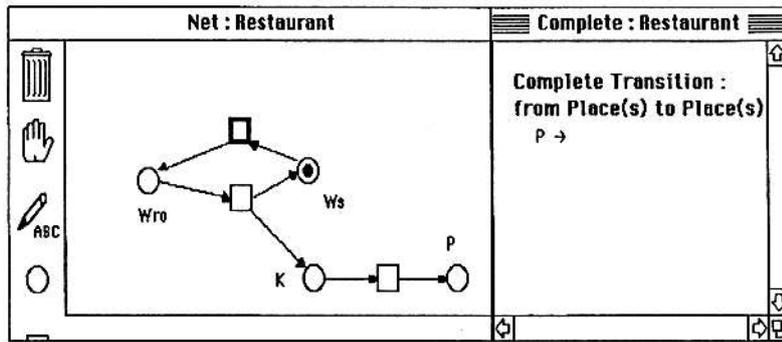 Net : Restaurant
Complete : Restaurant
ABC
Wro
Ws
K
P
Complete Transition :
from Place(s) to Place(s)
P →